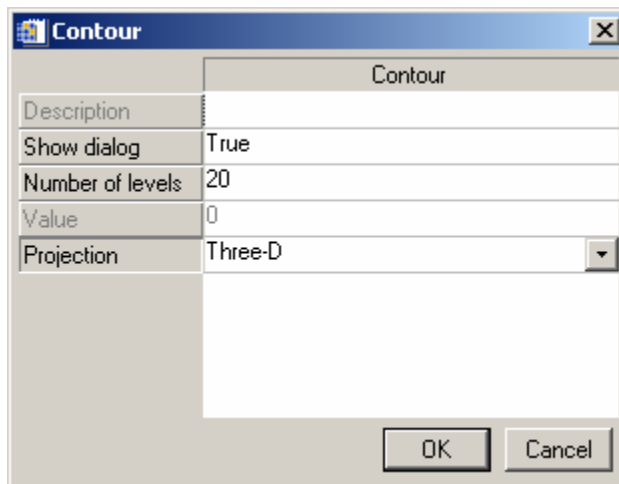 Contour
Contour
Description
Show dialog True
Number of levels 20
Value 0
Projection Three-D
OK Cancel